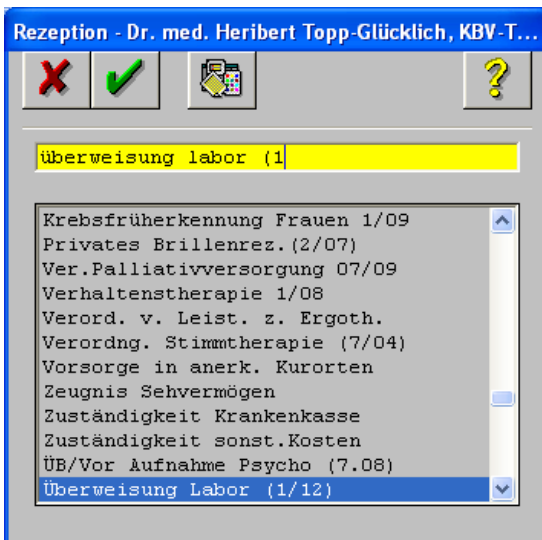 Rezeption - Dr. med. Heribert Topp-Glücklich, KBV-T...
überweisung labor (1
Krebsfrüherkennung Frauen 1/09
Privates Brillenrez.(2/07)
Ver.Palliativversorgung 07/09
Verhaltenstherapie 1/08
Verord. v. Leist. z. Ergoth.
Verordng. Stimmtherapie (7/04)
Vorsorge in anerk. Kurorten
Zeugnis Sehvermögen
Zuständigkeit Krankenkasse
Zuständigkeit sonst.Kosten
ÜB/Vor Aufnahme Psycho (7.08)
Überweisung Labor (1/12)